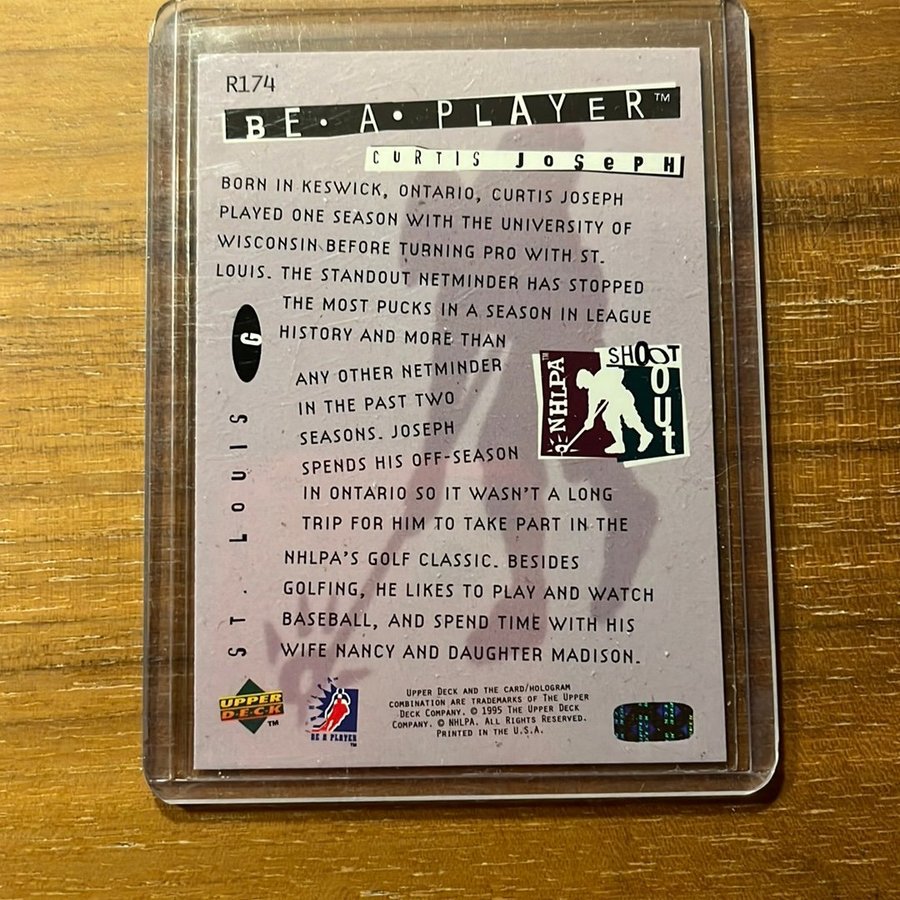 R174
BE • A • PLAYER™
CURTIS JOSEPH
BORN IN KESWICK, ONTARIO, CURTIS JOSEPH
PLAYED ONE SEASON WITH THE UNIVERSITY OF
WISCONSIN BEFORE TURNING PRO WITH ST.
LOUIS. THE STANDOUT NETMINDER HAS STOPPED
THE MOST PUCKS IN A SEASON IN LEAGUE
HISTORY AND MORE THAN
ANY OTHER NETMINDER
IN THE PAST TWO
SEASONS. JOSEPH
SPENDS HIS OFF-SEASON
IN ONTARIO SO IT WASN'T A LONG
TRIP FOR HIM TO TAKE PART IN THE
NHLPA'S GOLF CLASSIC. BESIDES
GOLFING, HE LIKES TO PLAY AND WATCH
BASEBALL, AND SPEND TIME WITH HIS
WIFE NANCY AND DAUGHTER MADISON.
ST. LOUIS G
NHLPA™
SHOOT
OUT
UPPER
DECK™
BE A PLAYER™
UPPER DECK AND THE CARD/HOLOGRAM
COMBINATION ARE TRADEMARKS OF THE UPPER
DECK COMPANY. © 1995 THE UPPER DECK
COMPANY. © NHLPA. ALL RIGHTS RESERVED.
PRINTED IN THE U.S.A.